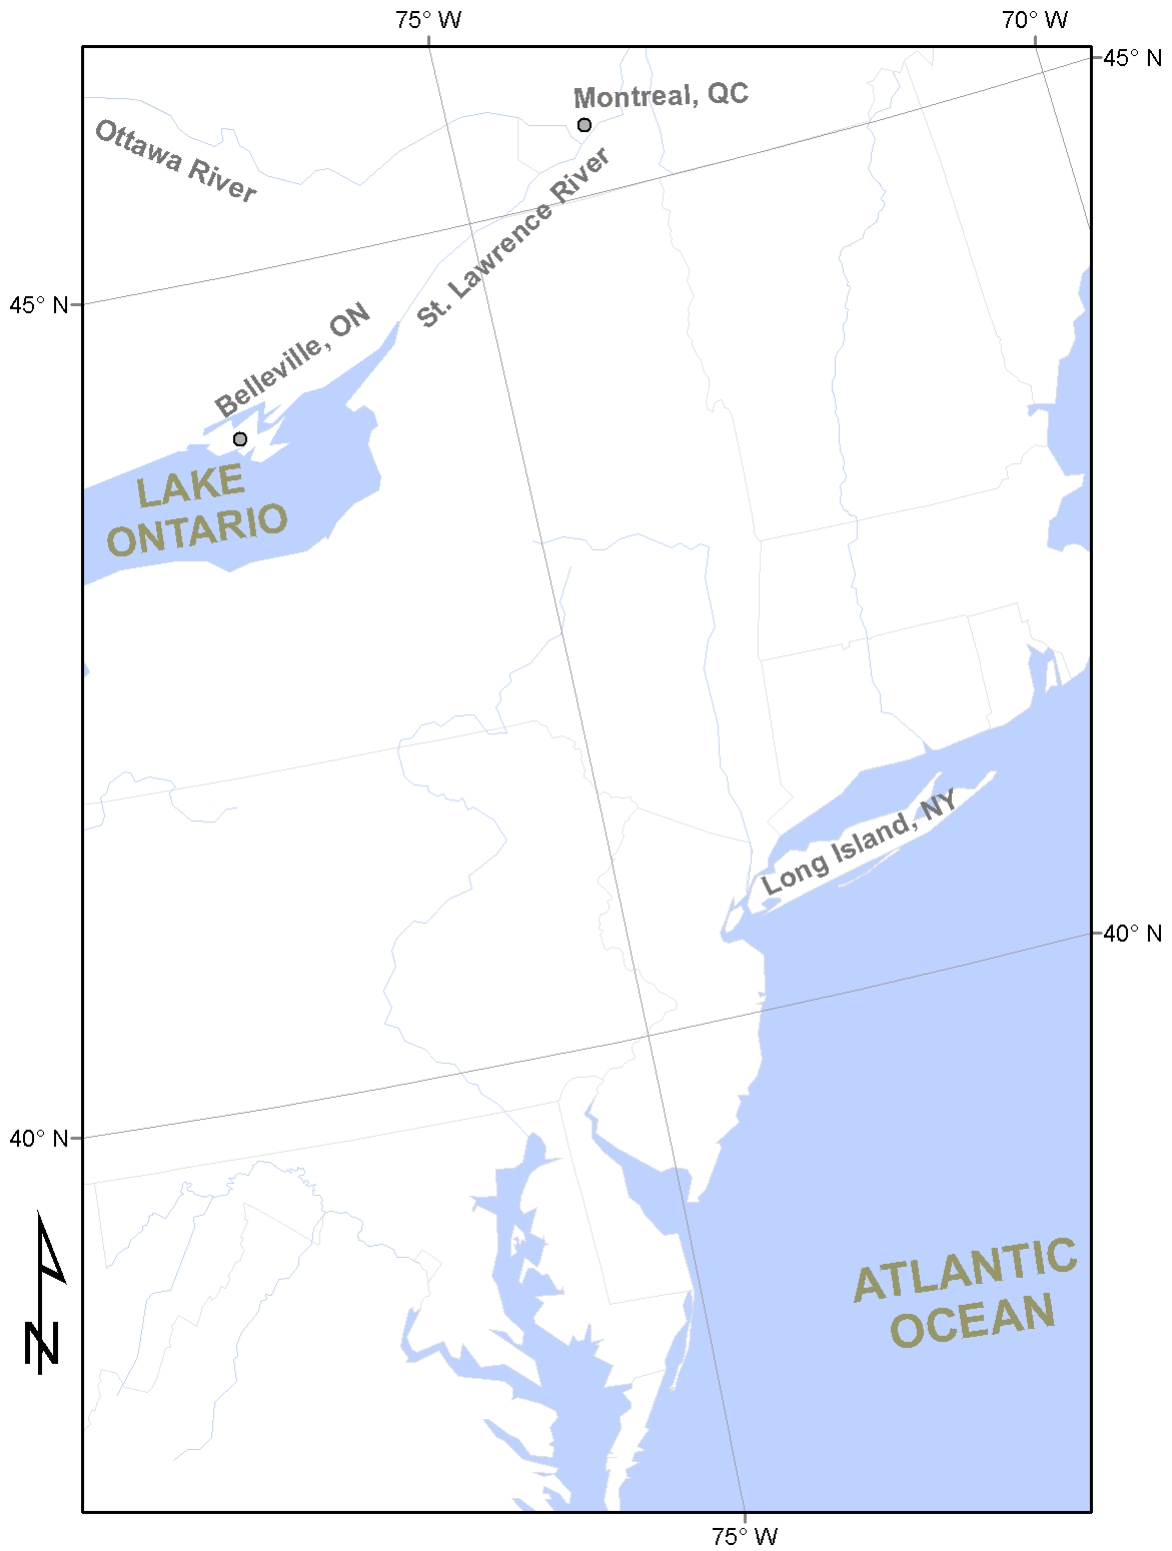 75° W
70° W
45° N
Montreal, QC
Ottawa River
St. Lawrence River
45° N
Belleville, ON
LAKE
ONTARIO
Long Island, NY
40° N
40° N
N
ATLANTIC
OCEAN
75° W